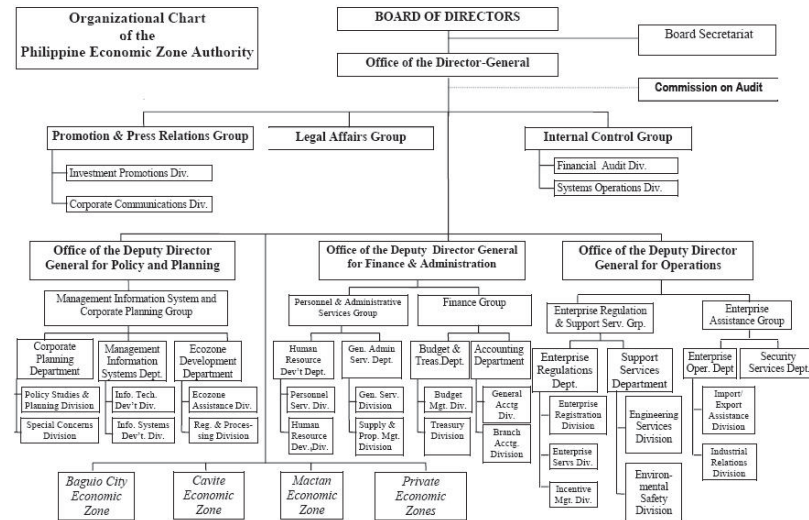 Organizational Chart
of the
Philippine Economic Zone Authority
BOARD OF DIRECTORS
Board Secretariat
Office of the Director-General
Commission on Audit
Promotion & Press Relations Group
Legal Affairs Group
Internal Control Group
Investment Promotions Div.
Corporate Communications Div.
Financial Audit Div.
Systems Operations Div.
Office of the Deputy Director
General for Policy and Planning
Office of the Deputy Director General
for Finance & Administration
Office of the Deputy Director
General for Operations
Management Information System and
Corporate Planning Group
Personnel & Administrative
Services Group
Finance Group
Enterprise Regulation
& Support Serv. Grp.
Enterprise
Assistance Group
Corporate
Planning
Department
Management
Information
Systems Dept.
Ecozone
Development
Department
Human
Resource
Dev't Dept.
Gen. Admin
Serv. Dept.
Budget &
Treas.Dept.
Accounting
Department
Enterprise
Regulations
Dept.
Support
Services
Department
Enterprise
Oper. Dept
Security
Services Dept.
Policy Studies &
Planning Division
Special Concerns
Division
Info. Tech.
Dev't Div.
Info. Systems
Dev't. Div.
Ecozone
Assistance Div.
Reg. & Proces-
sing Division
Personnel
Serv. Div.
Human
Resource
Dev.,Div.
Gen. Serv.
Division
Supply &
Prop. Mgt.
Division
Budget
Mgt. Div.
Treasury
Division
General
Acctg
Div.
Branch
Acctg.
Division
Enterprise
Registration
Division
Enterprise
Servs Div.
Incentive
Mgt. Div.
Engineering
Services
Division
Environ-
mental
Safety
Division
Import/
Export
Assistance
Division
Industrial
Relations
Division
Baguio City
Economic
Zone
Cavite
Economic
Zone
Mactan
Economic
Zone
Private
Economic
Zones